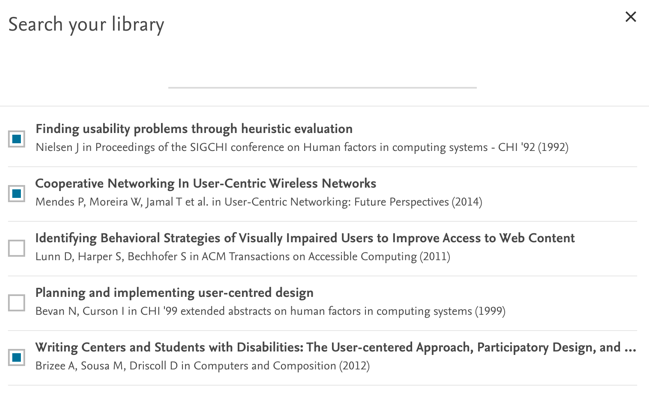 Search your library
Finding usability problems through heuristic evaluation
Nielsen J in Proceedings of the SIGCHI conference on Human factors in computing systems - CHI '92 (1992)
Cooperative Networking In User-Centric Wireless Networks
Mendes P, Moreira W, Jamal T et al. in User-Centric Networking: Future Perspectives (2014)
Identifying Behavioral Strategies of Visually Impaired Users to Improve Access to Web Content
Lunn D, Harper S, Bechhofer S in ACM Transactions on Accessible Computing (2011)
Planning and implementing user-centred design
Bevan N, Curson I in CHI '99 extended abstracts on human factors in computing systems (1999)
Writing Centers and Students with Disabilities: The User-centered Approach, Participatory Design, and ...
Brizee A, Sousa M, Driscoll D in Computers and Composition (2012)